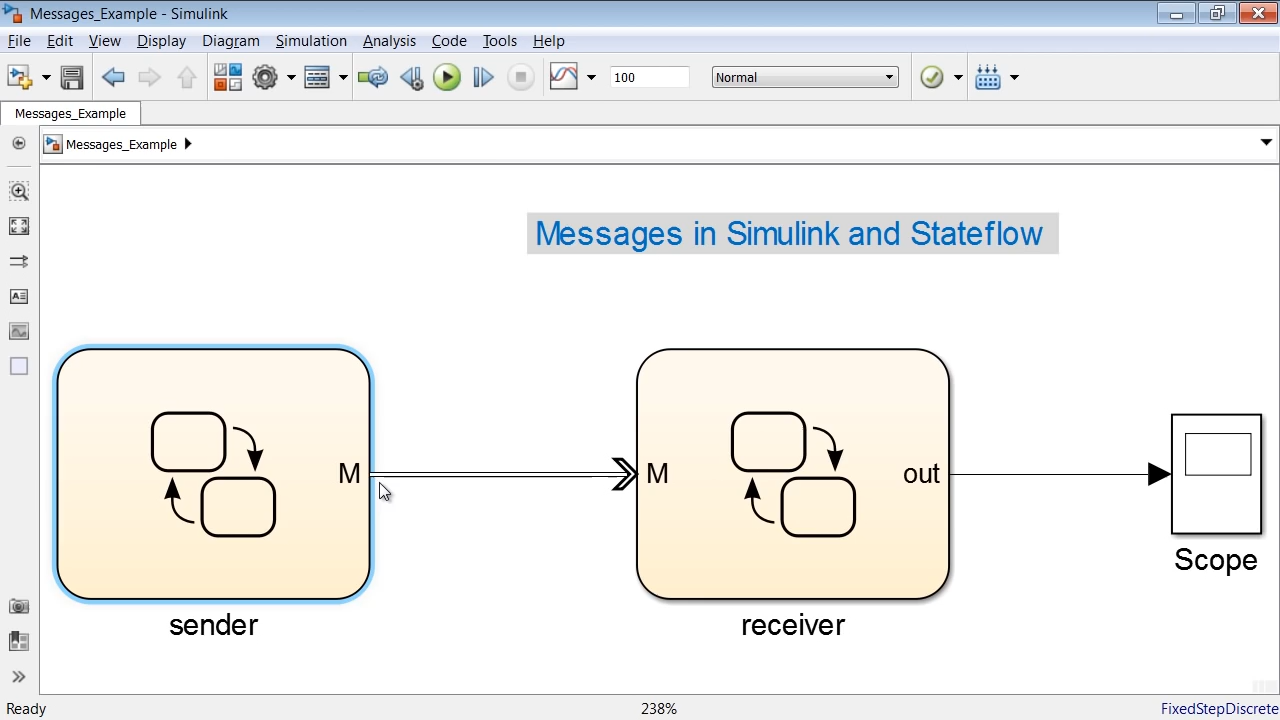 Messages_Example - Simulink
File Edit View Display Diagram Simulation Analysis Code Tools Help
100 Normal
Messages_Example
Messages_Example
Messages in Simulink and Stateflow
M M out
Scope
sender receiver
Ready 238% FixedStepDiscrete